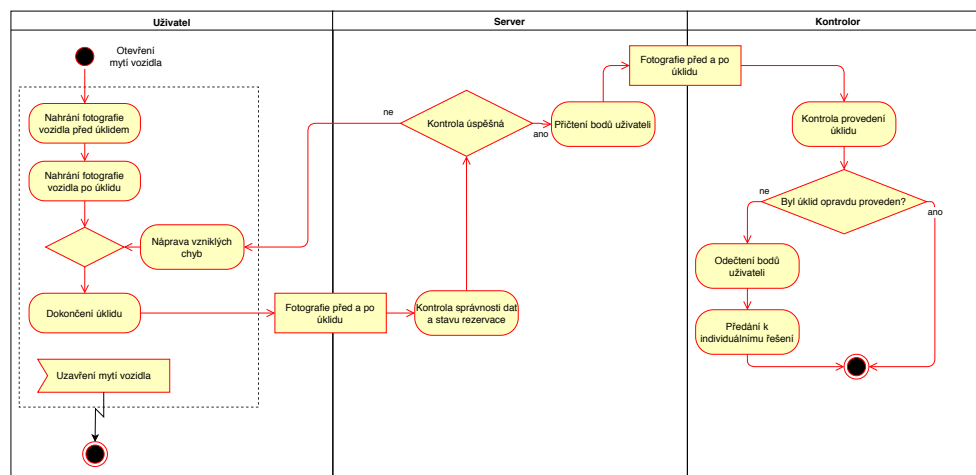 Uživatel
Server
Kontrolor
Otevření
mytí vozidla
Nahrání fotografie
vozidla před úklidem
Nahrání fotografie
vozidla po úklidu
Náprava vzniklých
chyb
Dokončení úklidu
Uzavření mytí vozidla
Fotografie před a po
úklidu
Kontrola správnosti dat
a stavu rezervace
Kontrola úspěšná
ne
ano
Přičtení bodů uživateli
Fotografie před a po
úklidu
Kontrola provedení
úklidu
Byl úklid opravdu proveden?
ne
ano
Odečtení bodů
uživateli
Předání k
individuálnímu řešení